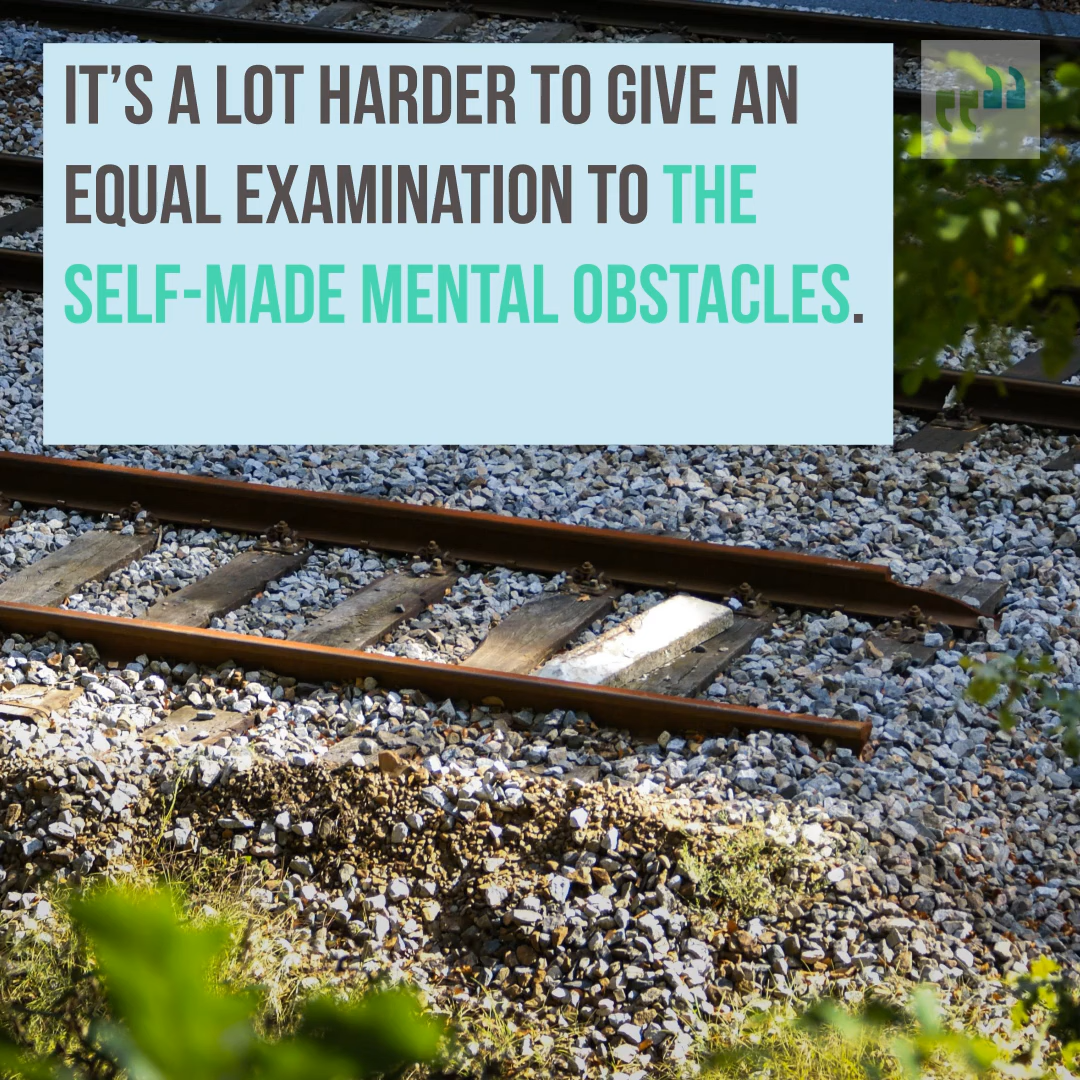 IT’S A LOT HARDER TO GIVE AN
EQUAL EXAMINATION TO THE
SELF-MADE MENTAL OBSTACLES.